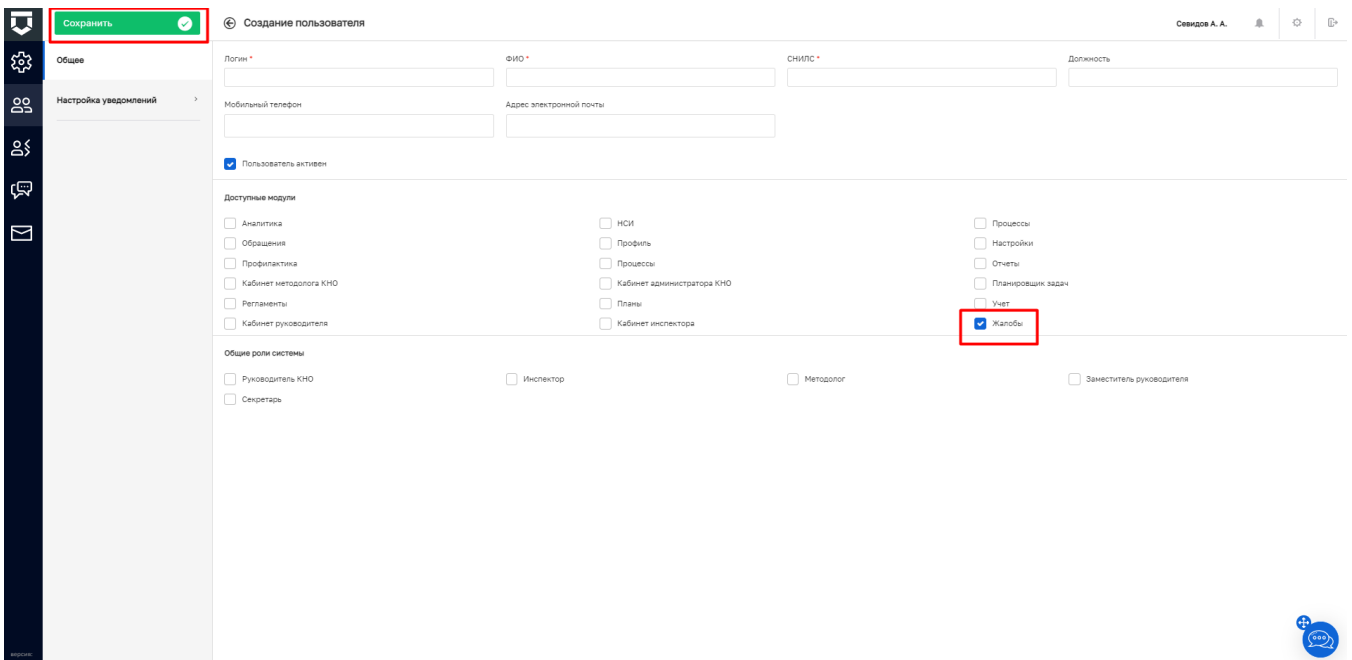 Сохранить
Создание пользователя
Севидов А. А.
Общее
Настройка уведомлений
Логин *
ФИО *
СНИЛС *
Должность
Мобильный телефон
Адрес электронной почты
Пользователь активен
Доступные модули
Аналитика
НСИ
Процессы
Обращения
Профиль
Настройки
Профилактика
Процессы
Отчеты
Кабинет методолога КНО
Кабинет администратора КНО
Планировщик задач
Регламенты
Планы
Учет
Кабинет руководителя
Кабинет инспектора
Жалобы
Общие роли системы
Руководитель КНО
Инспектор
Методолог
Заместитель руководителя
Секретарь
версия: